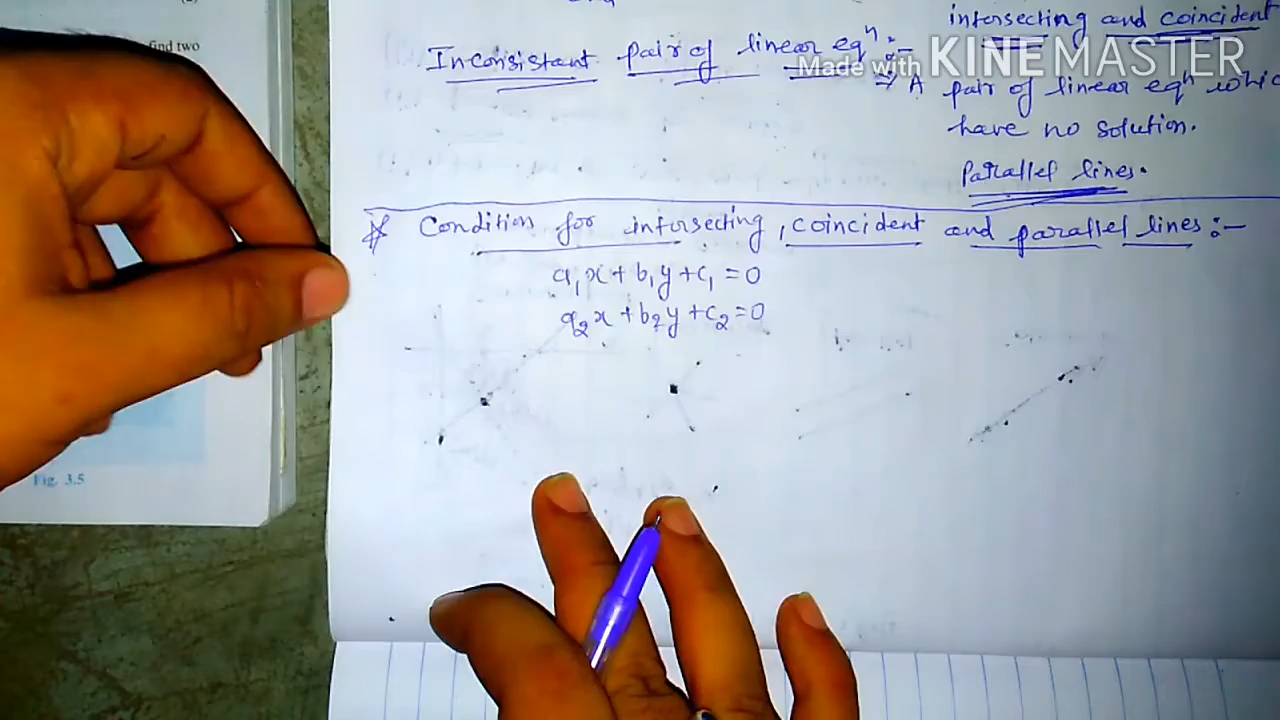 find two
intersecting and coincident
Inconsistant pair of linear eqⁿ :-
Made with KINEMASTER
⇒ A pair of linear eqⁿ which
have no solution.
Parallel lines.
* Condition for intersecting, coincident and parallel lines :-
a₁x + b₁y + c₁ = 0
a₂x + b₂y + c₂ = 0
Fig. 3.5